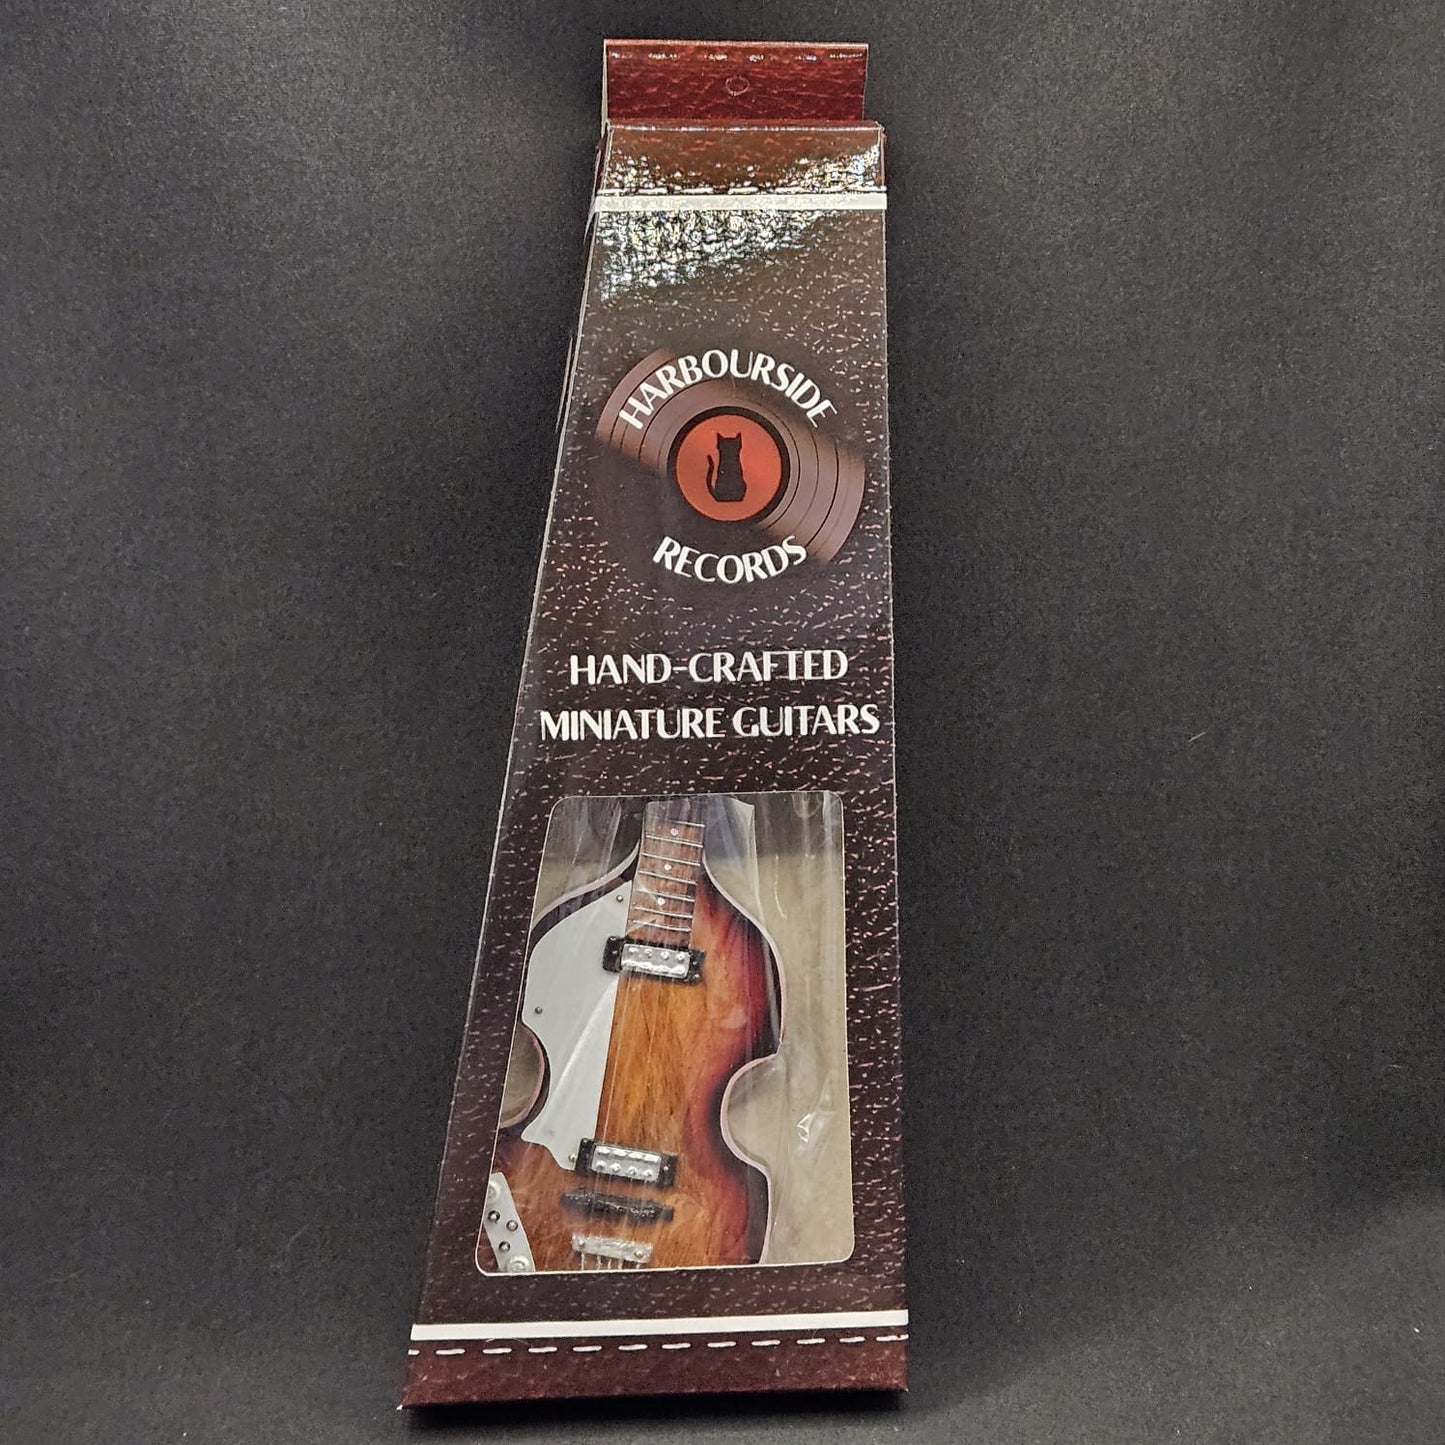 HARBOURSIDE
RECORDS
HAND-CRAFTED
MINIATURE GUITARS